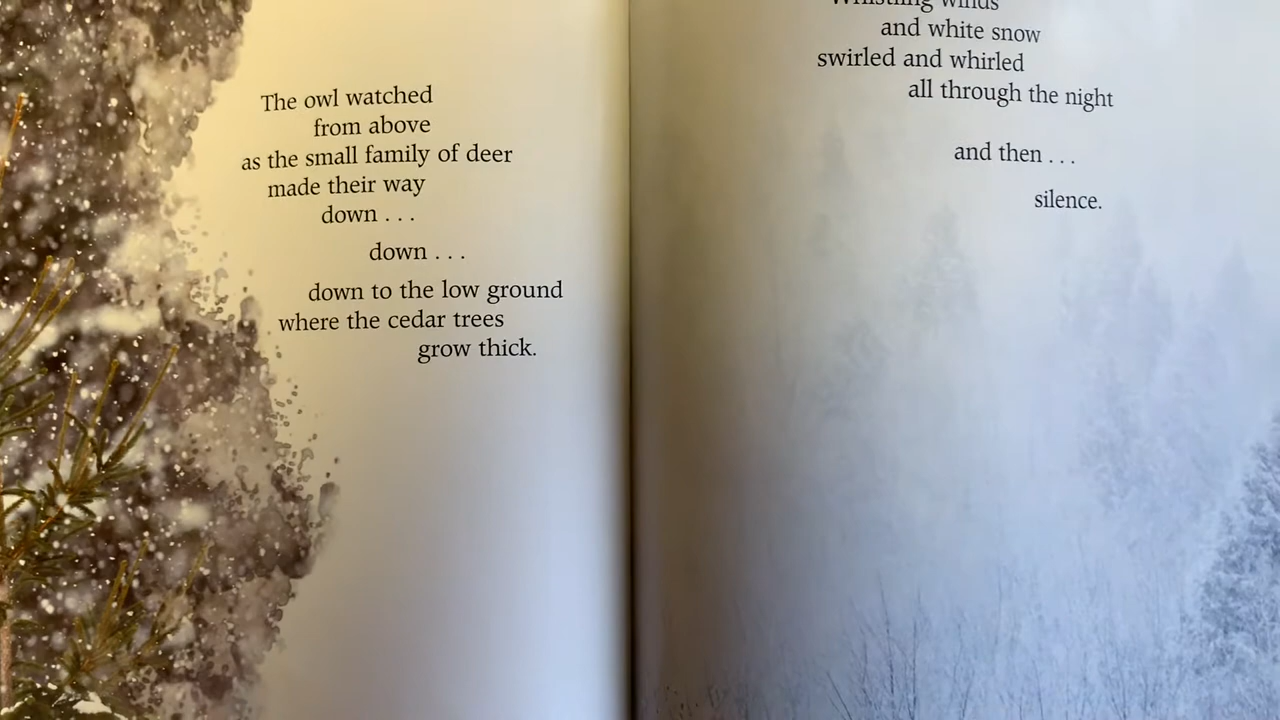 The owl watched
from above
as the small family of deer
made their way
down . . .
down . . .
down to the low ground
where the cedar trees
grow thick.
Whistling winds
and white snow
swirled and whirled
all through the night
and then . . .
silence.